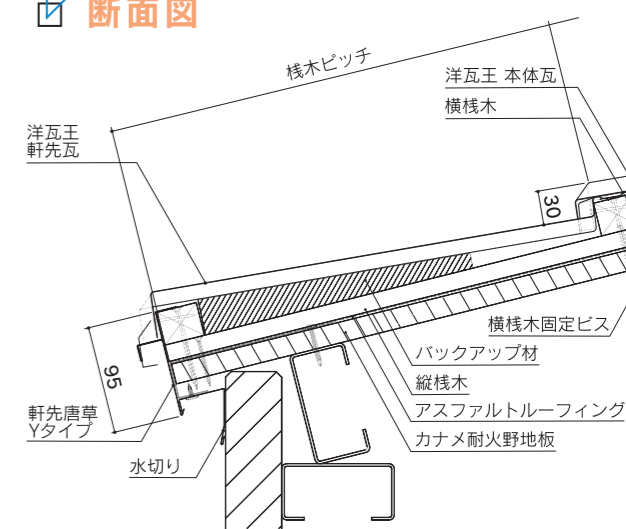 断面図
桟木ピッチ
洋瓦王 本体瓦
横桟木
洋瓦王
軒先瓦
30
横桟木固定ビス
バックアップ材
縦桟木
アスファルトルーフィング
カナメ耐火野地板
95
軒先唐草
Yタイプ
水切り